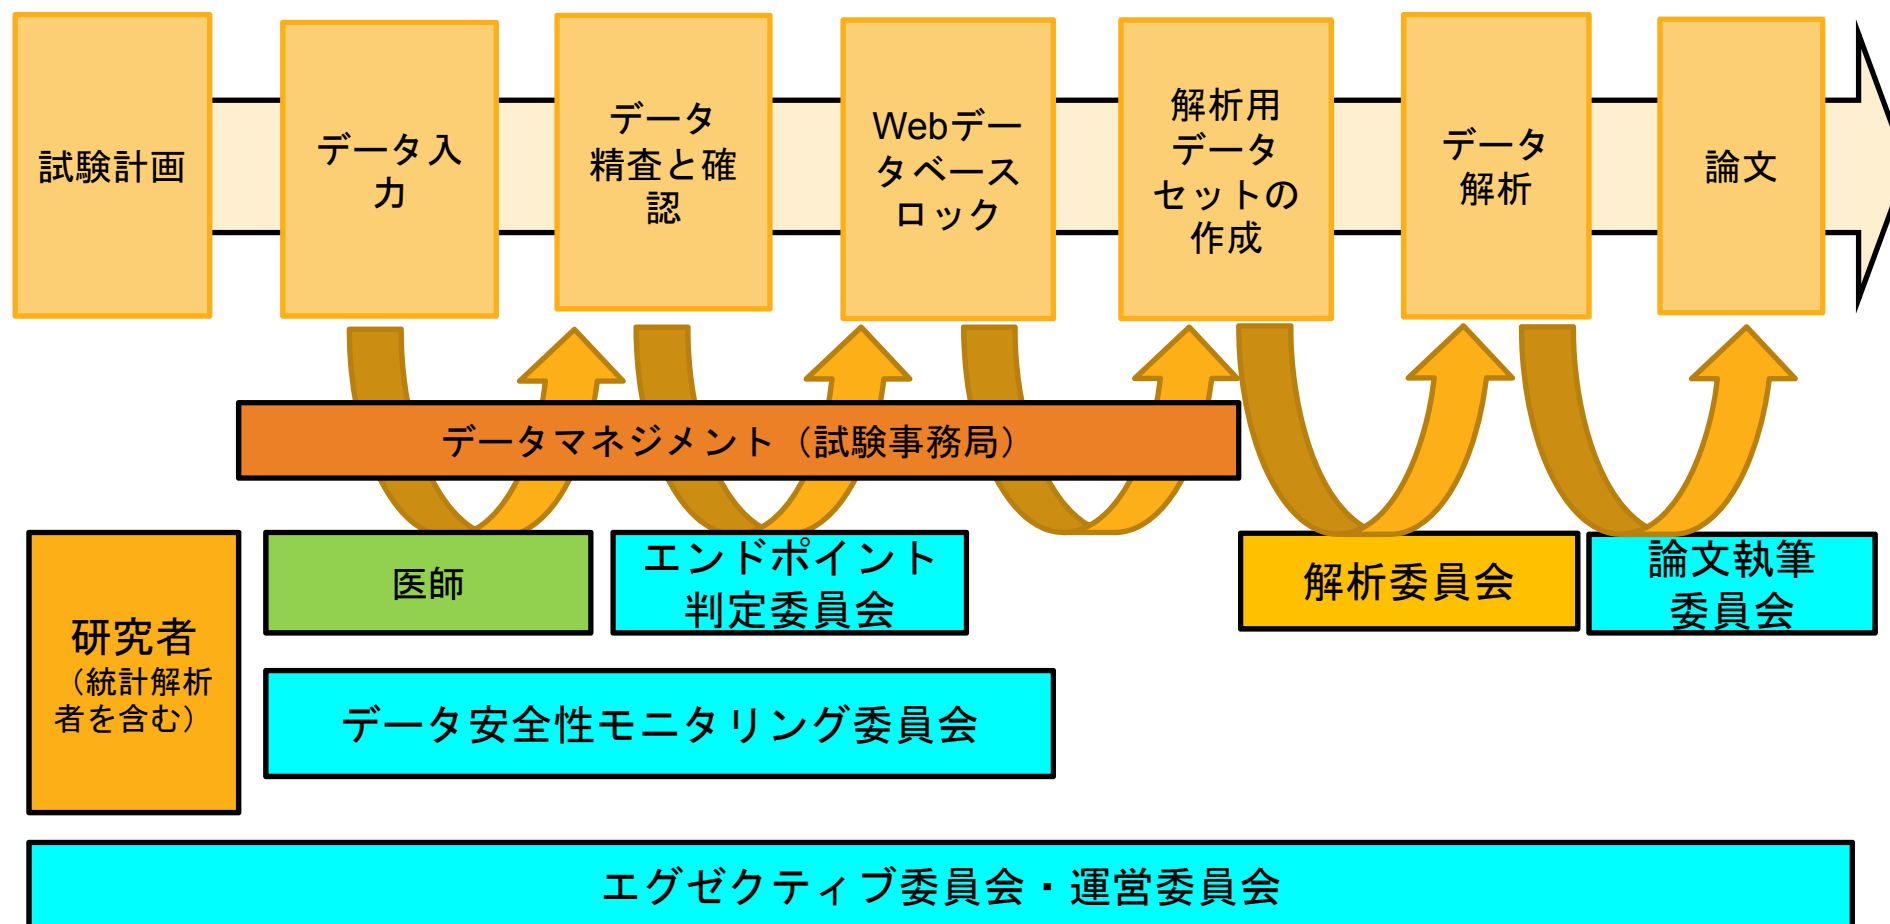 試験計画
データ入
力
データ
精査と確
認
Webデー
タベース
ロック
解析用
データ
セットの
作成
データ
解析
論文
データマネジメント（試験事務局）
研究者
（統計解析
者を含む）
医師
エンドポイント
判定委員会
解析委員会
論文執筆
委員会
データ安全性モニタリング委員会
エグゼクティブ委員会・運営委員会